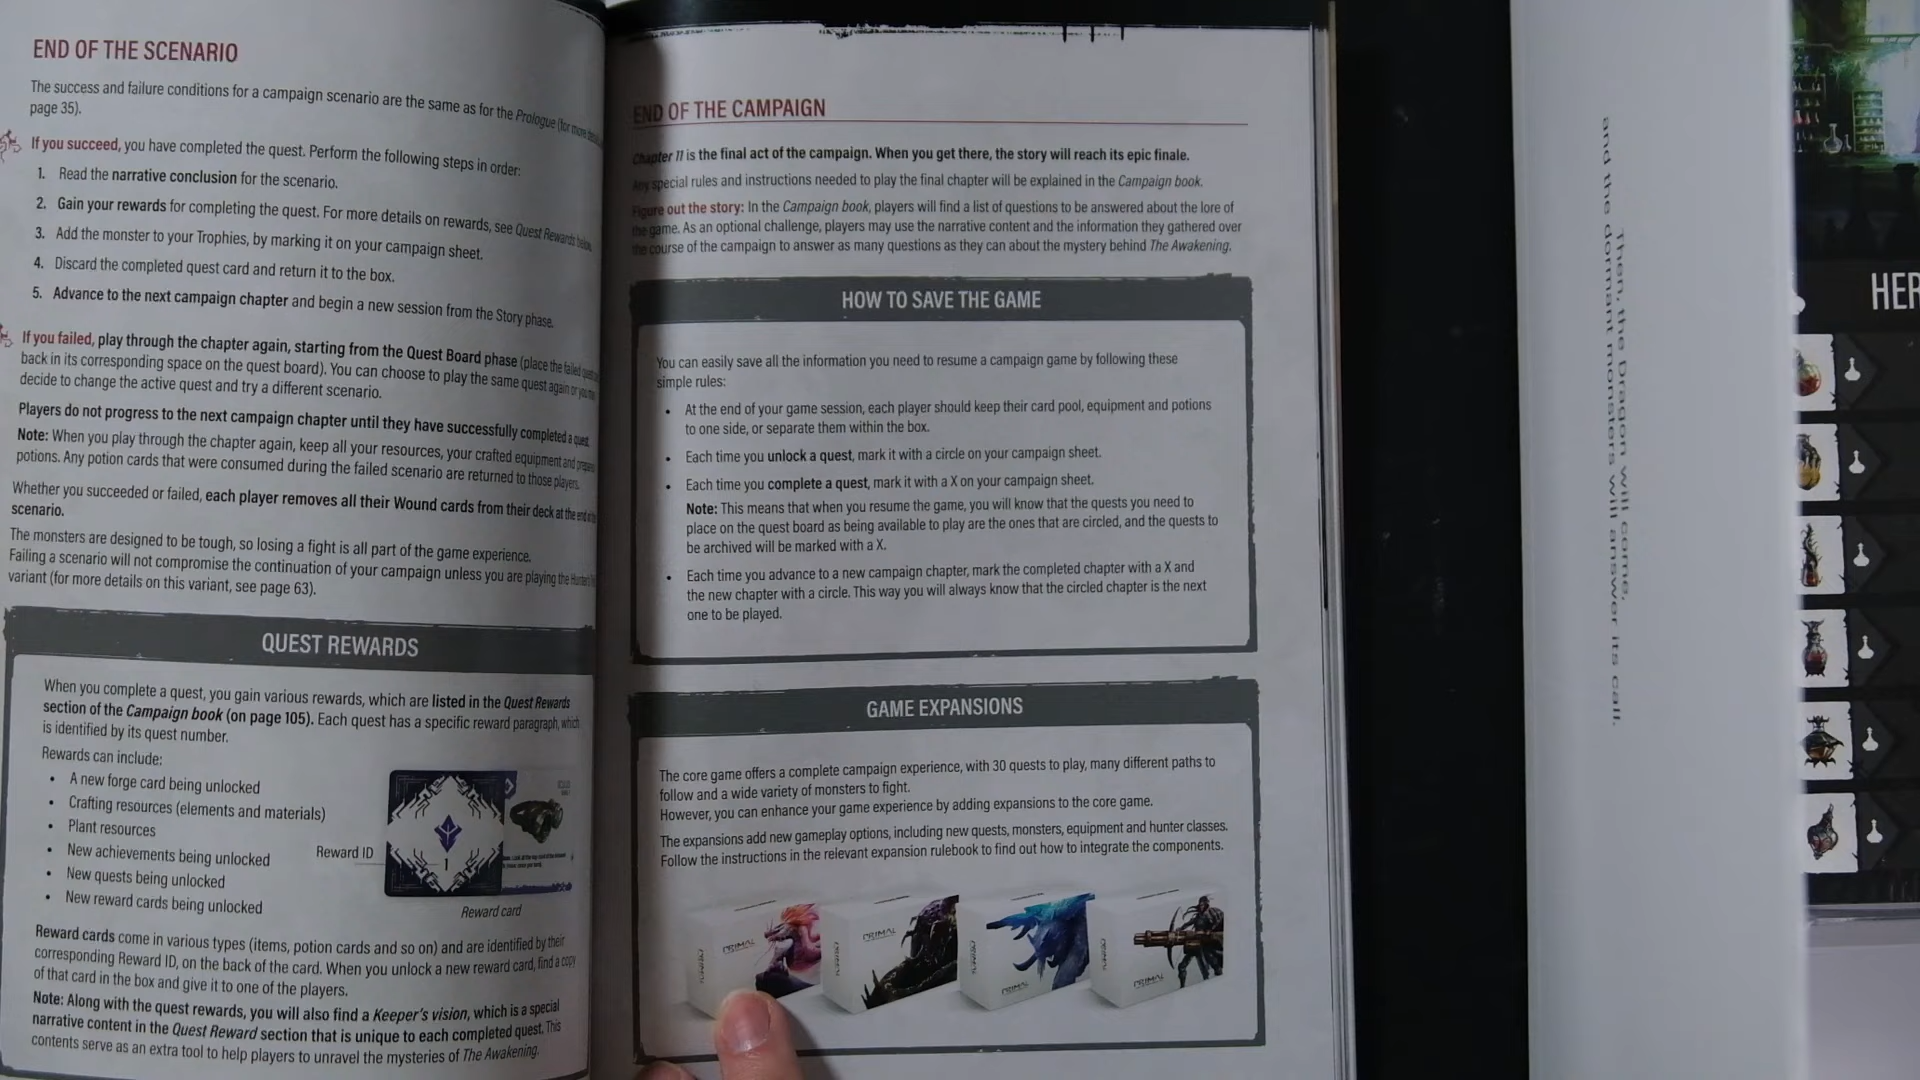 END OF THE SCENARIO
The success and failure conditions for a campaign scenario are the same as for the Prologue (for more
page 35).
If you succeed, you have completed the quest. Perform the following steps in order:
1. Read the narrative conclusion for the scenario.
2. Gain your rewards for completing the quest. For more details on rewards, see Quest Rewards below.
3. Add the monster to your Trophies, by marking it on your campaign sheet.
4. Discard the completed quest card and return it to the box.
5. Advance to the next campaign chapter and begin a new session from the Story phase.
If you failed, play through the chapter again, starting from the Quest Board phase (place the failed quest
back in its corresponding space on the quest board). You can choose to play the same quest again or you may
decide to change the active quest and try a different scenario.
Players do not progress to the next campaign chapter until they have successfully completed a quest.
Note: When you play through the chapter again, keep all your resources, your crafted equipment and
potions. Any potion cards that were consumed during the failed scenario are returned to those players.
Whether you succeeded or failed, each player removes all their Wound cards from their deck at the end
scenario.
The monsters are designed to be tough, so losing a fight is all part of the game experience.
Failing a scenario will not compromise the continuation of your campaign unless you are playing the
variant (for more details on this variant, see page 63).
QUEST REWARDS
When you complete a quest, you gain various rewards, which are listed in the Quest Rewards
section of the Campaign book (on page 105). Each quest has a specific reward paragraph, which
is identified by its quest number.
Rewards can include:
• A new forge card being unlocked
• Crafting resources (elements and materials)
• Plant resources
• New achievements being unlocked
• New quests being unlocked
• New reward cards being unlocked
Reward ID
1
Reward card
Reward cards come in various types (items, potion cards and so on) and are identified by their
corresponding Reward ID, on the back of the card. When you unlock a new reward card, find a copy
of that card in the box and give it to one of the players.
Note: Along with the quest rewards, you will also find a Keeper's vision, which is a special
narrative content in the Quest Reward section that is unique to each completed quest. This
contents serve as an extra tool to help players to unravel the mysteries of The Awakening.
END OF THE CAMPAIGN
Chapter 11 is the final act of the campaign. When you get there, the story will reach its epic finale.
Any special rules and instructions needed to play the final chapter will be explained in the Campaign book.
Figure out the story: In the Campaign book, players will find a list of questions to be answered about the lore of
the game. As an optional challenge, players may use the narrative content and the information they gathered over
the course of the campaign to answer as many questions as they can about the mystery behind The Awakening.
HOW TO SAVE THE GAME
You can easily save all the information you need to resume a campaign game by following these
simple rules:
• At the end of your game session, each player should keep their card pool, equipment and potions
to one side, or separate them within the box.
• Each time you unlock a quest, mark it with a circle on your campaign sheet.
• Each time you complete a quest, mark it with a X on your campaign sheet.
Note: This means that when you resume the game, you will know that the quests you need to
place on the quest board as being available to play are the ones that are circled, and the quests to
be archived will be marked with a X.
• Each time you advance to a new campaign chapter, mark the completed chapter with a X and
the new chapter with a circle. This way you will always know that the circled chapter is the next
one to be played.
GAME EXPANSIONS
The core game offers a complete campaign experience, with 30 quests to play, many different paths to
follow and a wide variety of monsters to fight.
However, you can enhance your game experience by adding expansions to the core game.
The expansions add new gameplay options, including new quests, monsters, equipment and hunter classes.
Follow the instructions in the relevant expansion rulebook to find out how to integrate the components.
PRIMAL
PRIMAL
PRIMAL
PRIMAL
Then, the Dragon will come,
and the dormant monsters will answer its call.
HER